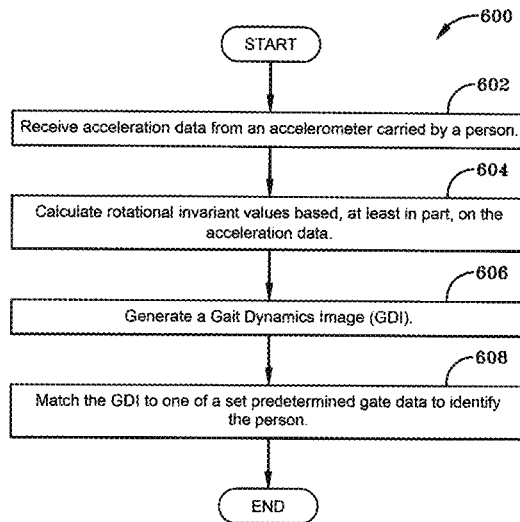 600
START
602
Receive acceleration data from an accelerometer carried by a person.
604
Calculate rotational invariant values based, at least in part, on the
acceleration data.
606
Generate a Gait Dynamics Image (GDI).
608
Match the GDI to one of a set predetermined gate data to identify
the person.
END